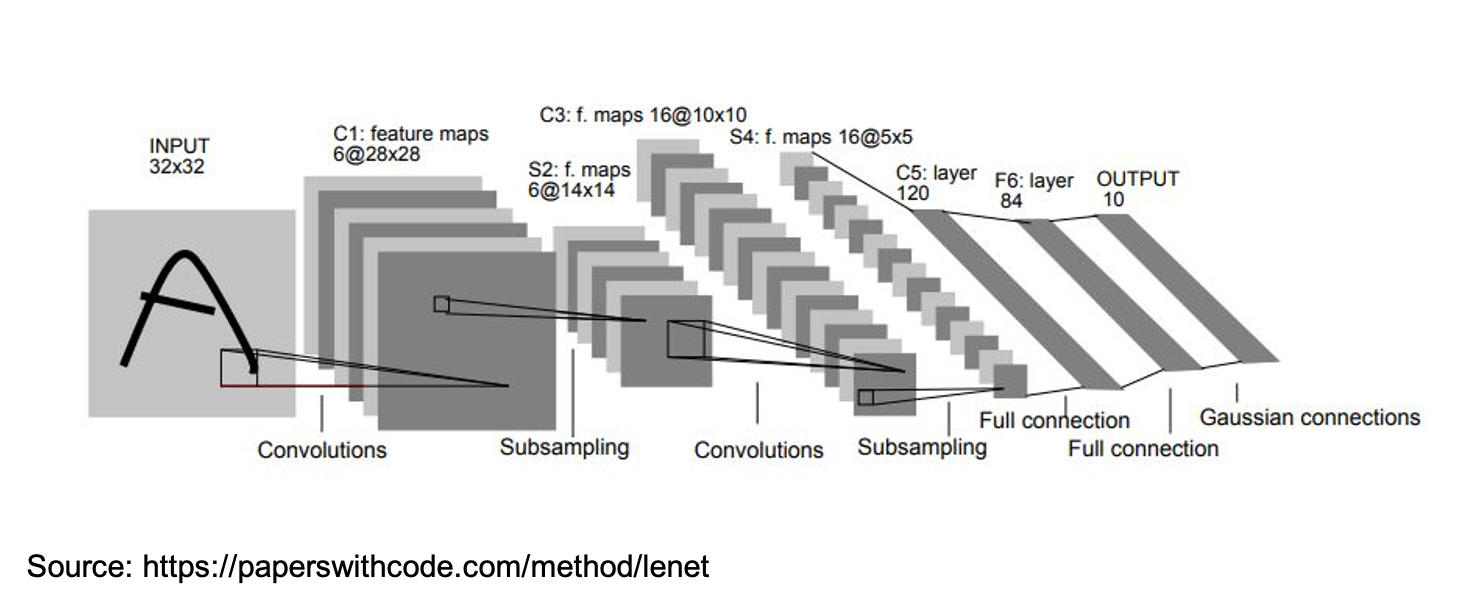 INPUT
32x32
C1: feature maps
6@28x28
S2: f. maps
6@14x14
C3: f. maps 16@10x10
S4: f. maps 16@5x5
C5: layer
120
F6: layer
84
OUTPUT
10
Convolutions
Subsampling
Convolutions
Subsampling
Full connection
Full connection
Gaussian connections
Source: https://paperswithcode.com/method/lenet